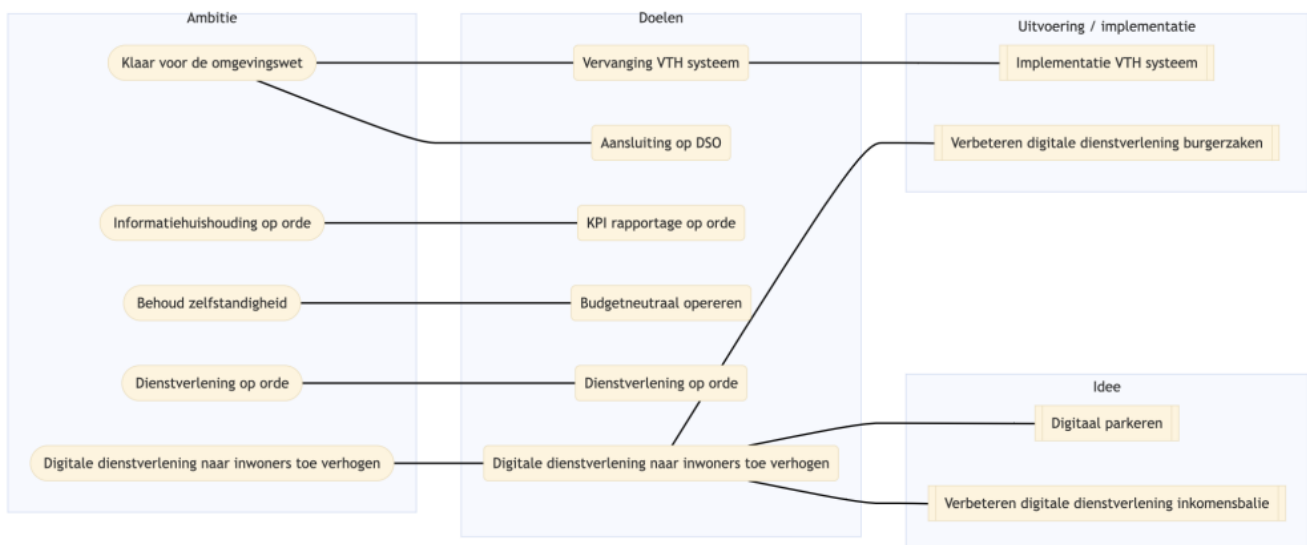 Ambitie
Klaar voor de omgevingswet
Informatiehuishouding op orde
Behoud zelfstandigheid
Dienstverlening op orde
Digitale dienstverlening naar inwoners toe verhogen
Doelen
Vervanging VTH systeem
Aansluiting op DSO
KPI rapportage op orde
Budgetneutraal opereren
Dienstverlening op orde
Digitale dienstverlening naar inwoners toe verhogen
Uitvoering / implementatie
Implementatie VTH systeem
Verbeteren digitale dienstverlening burgerzaken
Idee
Digitaal parkeren
Verbeteren digitale dienstverlening inkomensbalie